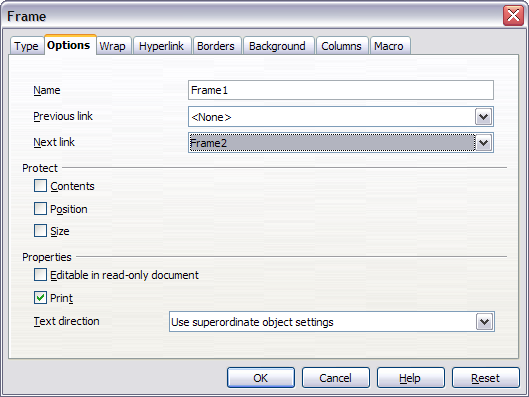 Frame
Type Options Wrap Hyperlink Borders Background Columns Macro
Name Frame1
Previous link <None>
Next link Frame2
Protect
Contents
Position
Size
Properties
Editable in read-only document
Print
Text direction Use superordinate object settings
OK Cancel Help Reset